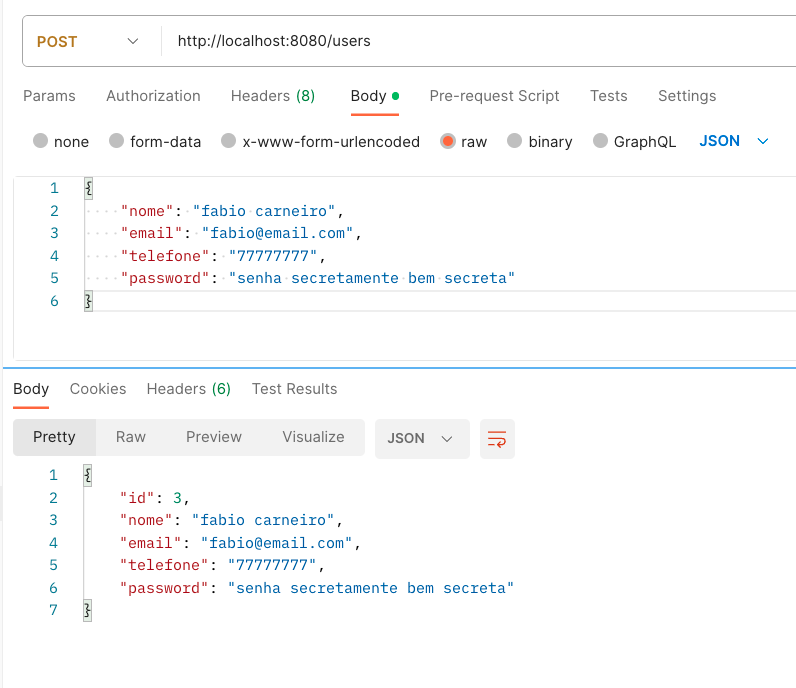 POST http://localhost:8080/users
Params Authorization Headers (8) Body Pre-request Script Tests Settings
none form-data x-www-form-urlencoded raw binary GraphQL JSON
1 {
2 "nome": "fabio carneiro",
3 "email": "fabio@email.com",
4 "telefone": "77777777",
5 "password": "senha secretamente bem secreta"
6 }
Body Cookies Headers (6) Test Results
Pretty Raw Preview Visualize JSON
1 {
2 "id": 3,
3 "nome": "fabio carneiro",
4 "email": "fabio@email.com",
5 "telefone": "77777777",
6 "password": "senha secretamente bem secreta"
7 }